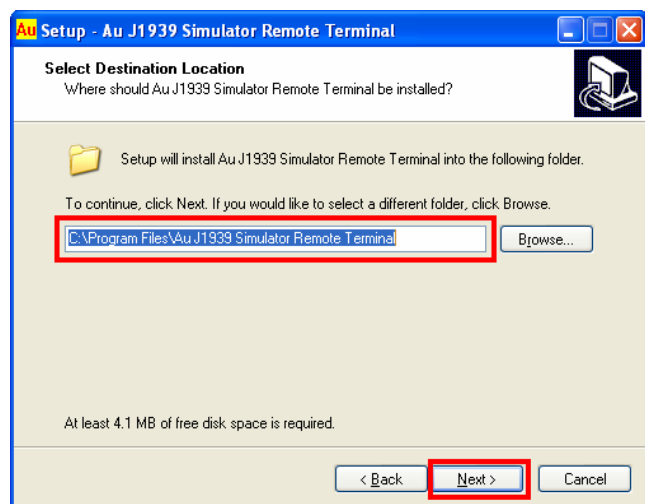 Au Setup - Au J1939 Simulator Remote Terminal
Select Destination Location
Where should Au J1939 Simulator Remote Terminal be installed?
Setup will install Au J1939 Simulator Remote Terminal into the following folder.
To continue, click Next. If you would like to select a different folder, click Browse.
C:\Program Files\Au J1939 Simulator Remote Terminal
Browse...
At least 4.1 MB of free disk space is required.
< Back Next > Cancel